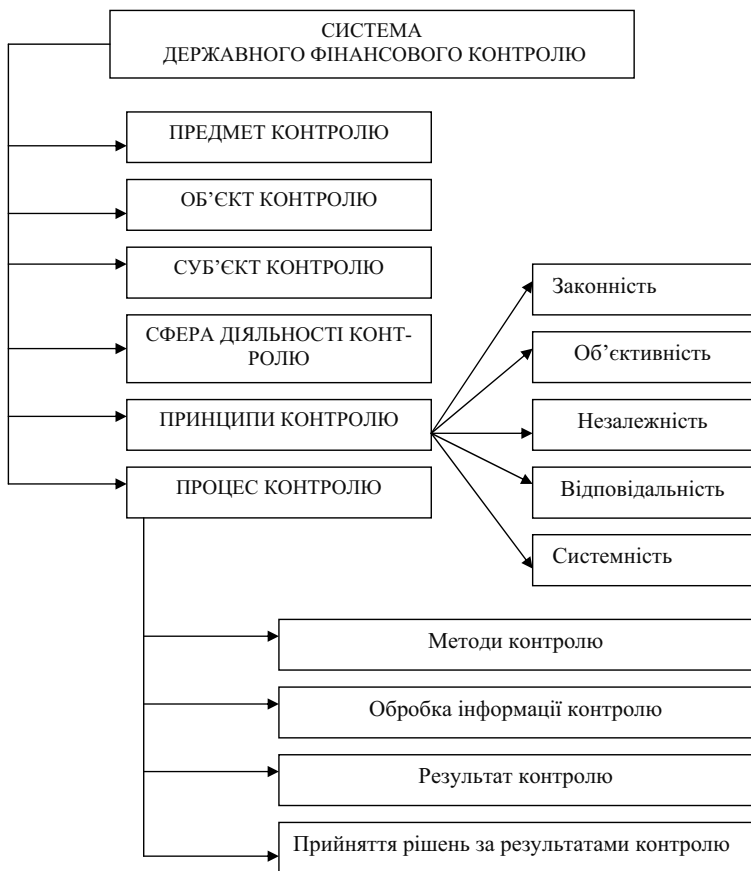 СИСТЕМА
ДЕРЖАВНОГО ФІНАНСОВОГО КОНТРОЛЮ
ПРЕДМЕТ КОНТРОЛЮ
ОБ’ЄКТ КОНТРОЛЮ
СУБ’ЄКТ КОНТРОЛЮ
СФЕРА ДІЯЛЬНОСТІ КОНТ-
РОЛЮ
ПРИНЦИПИ КОНТРОЛЮ
ПРОЦЕС КОНТРОЛЮ
Законність
Об’єктивність
Незалежність
Відповідальність
Системність
Методи контролю
Обробка інформації контролю
Результат контролю
Прийняття рішень за результатами контролю